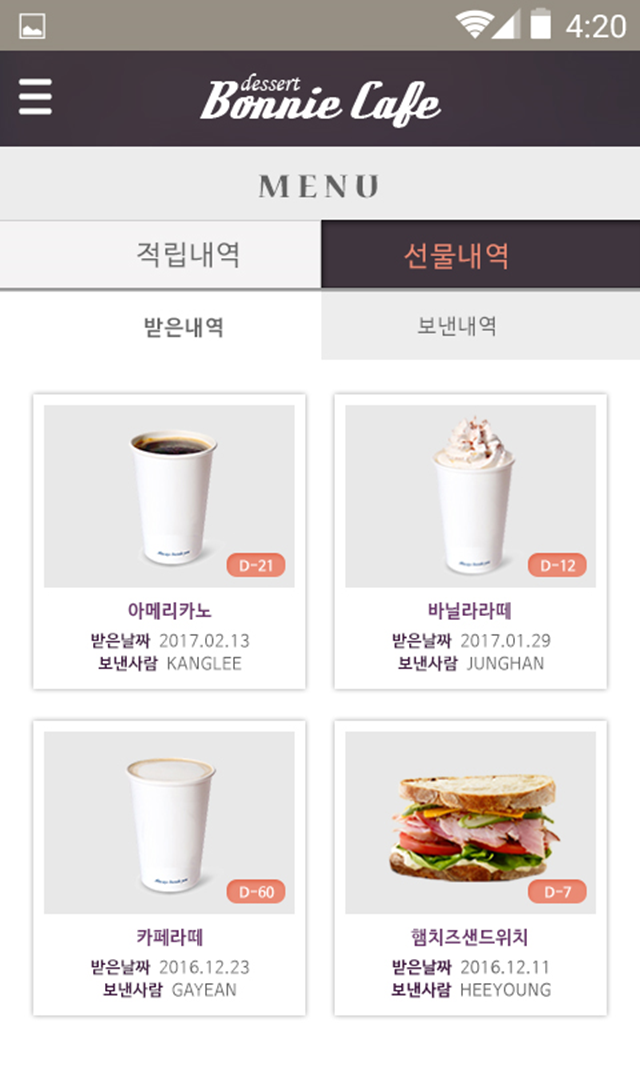 4:20
dessert
Bonnie Cafe
MENU
적립내역 선물내역
받은내역 보낸내역
D-21 D-12
아메리카노 바닐라라떼
받은날짜 2017.02.13 받은날짜 2017.01.29
보낸사람 KANGLEE 보낸사람 JUNGHAN
D-60 D-7
카페라떼 햄치즈샌드위치
받은날짜 2016.12.23 받은날짜 2016.12.11
보낸사람 GAYEAN 보낸사람 HEEYOUNG